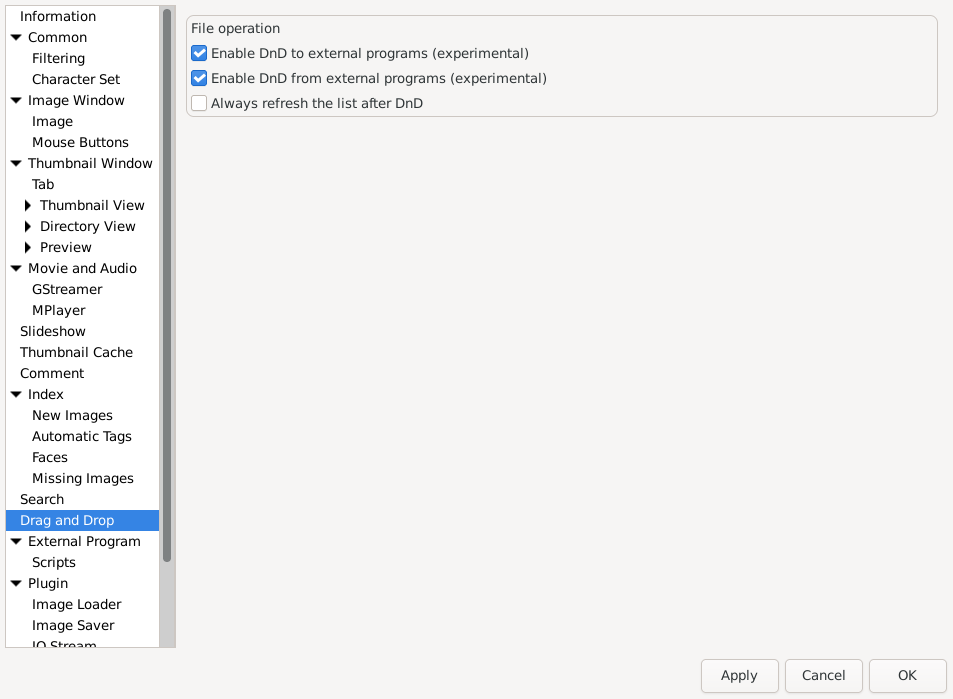 Information
Common
Filtering
Character Set
Image Window
Image
Mouse Buttons
Thumbnail Window
Tab
Thumbnail View
Directory View
Preview
Movie and Audio
GStreamer
MPlayer
Slideshow
Thumbnail Cache
Comment
Index
New Images
Automatic Tags
Faces
Missing Images
Search
Drag and Drop
External Program
Scripts
Plugin
Image Loader
Image Saver
IO Stream
File operation
Enable DnD to external programs (experimental)
Enable DnD from external programs (experimental)
Always refresh the list after DnD
Apply
Cancel
OK